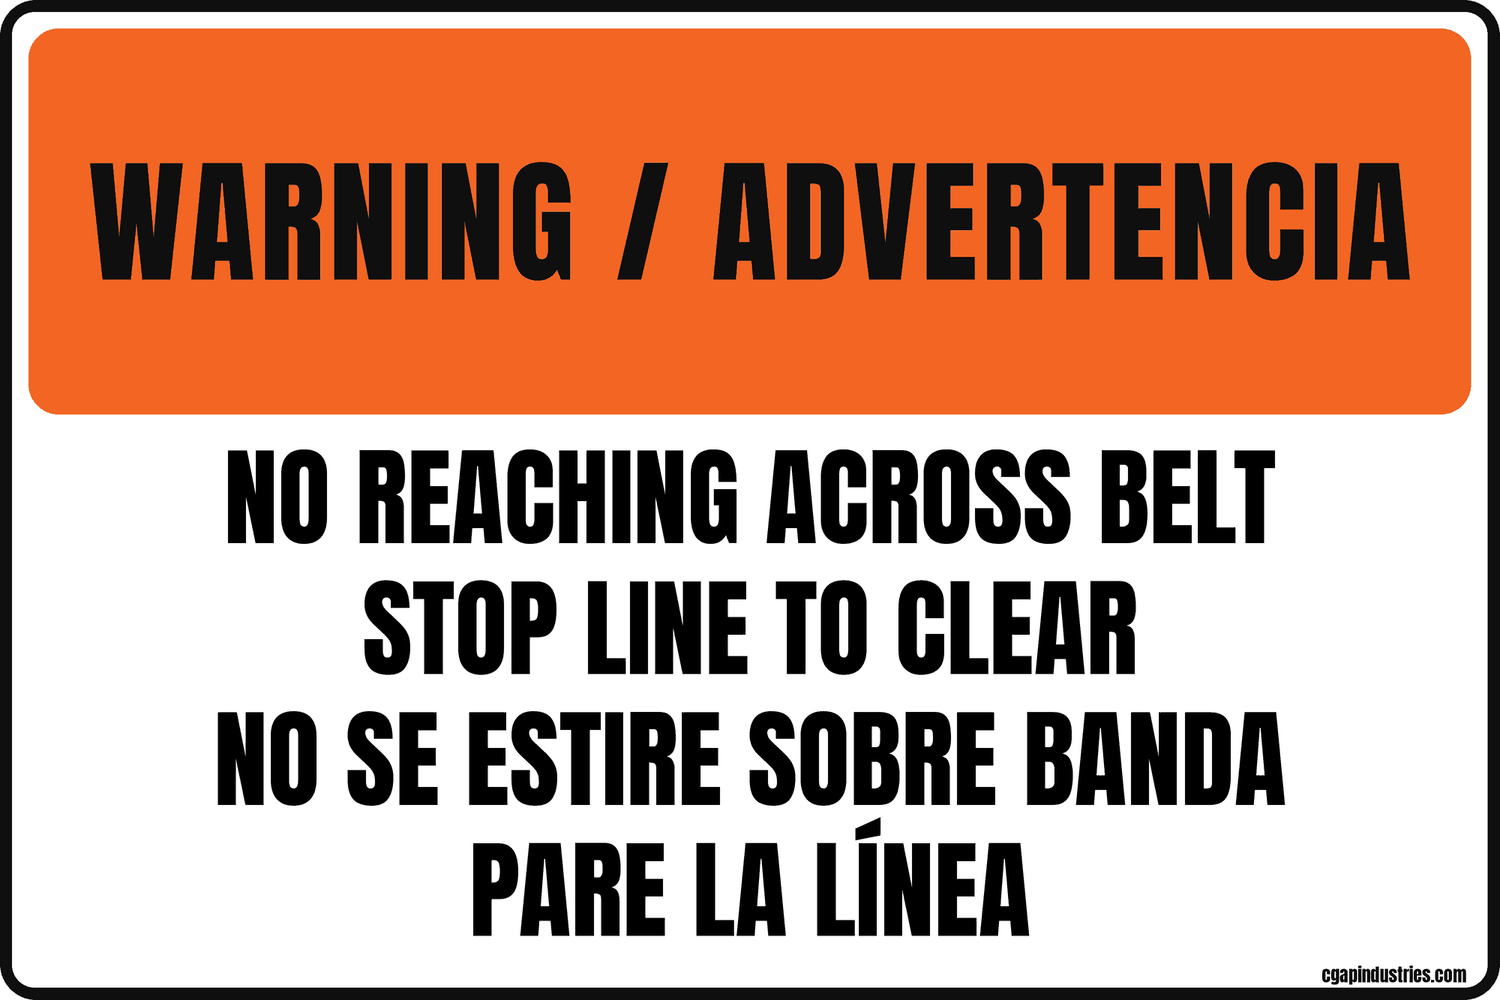 WARNING / ADVERTENCIA
NO REACHING ACROSS BELT
STOP LINE TO CLEAR
NO SE ESTIRE SOBRE BANDA
PARE LA LÍNEA
cgapindustries.com